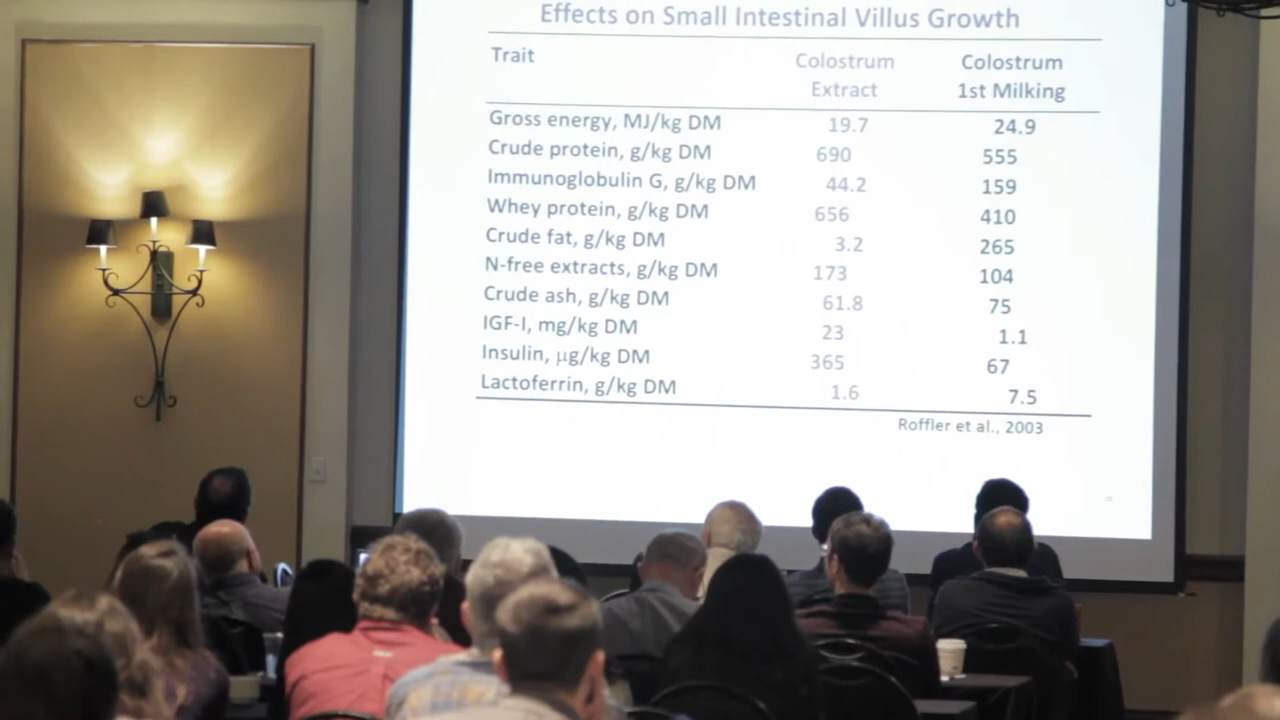 Effects on Small Intestinal Villus Growth
Trait Colostrum Extract Colostrum 1st Milking
Gross energy, MJ/kg DM 19.7 24.9
Crude protein, g/kg DM 690 555
Immunoglobulin G, g/kg DM 44.2 159
Whey protein, g/kg DM 656 410
Crude fat, g/kg DM 3.2 265
N-free extracts, g/kg DM 173 104
Crude ash, g/kg DM 61.8 75
IGF-I, mg/kg DM 23 1.1
Insulin, μg/kg DM 365 67
Lactoferrin, g/kg DM 1.6 7.5
Roffler et al., 2003